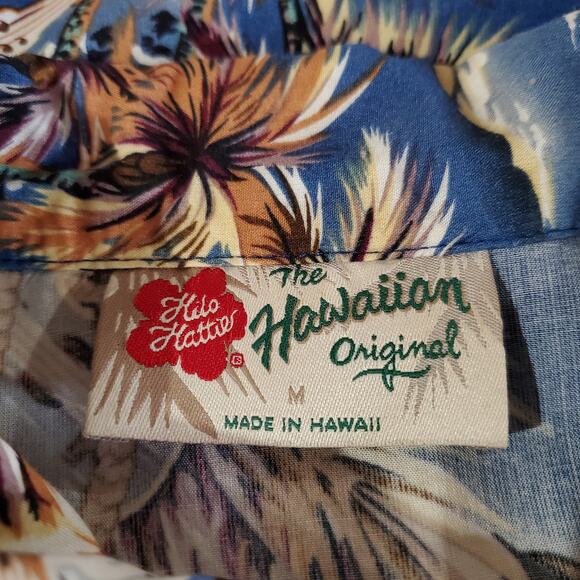 Hilo
Hattie
The
Hawaiian
Original
M
MADE IN HAWAII